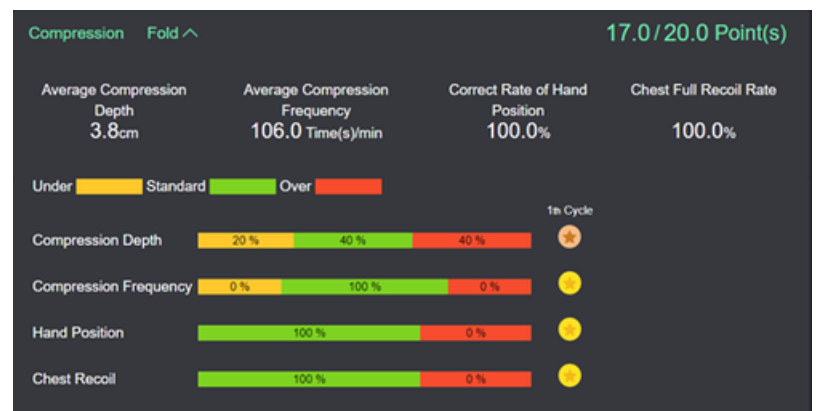 Compression Fold 17.0/20.0 Point(s)
Average Compression Depth
3.8cm
Average Compression Frequency
106.0 Time(s)/min
Correct Rate of Hand Position
100.0%
Chest Full Recoil Rate
100.0%
Under Standard Over
1th Cycle
Compression Depth 20 % 40 % 40 %
Compression Frequency 0 % 100 % 0 %
Hand Position 100 % 0 %
Chest Recoil 100 % 0 %